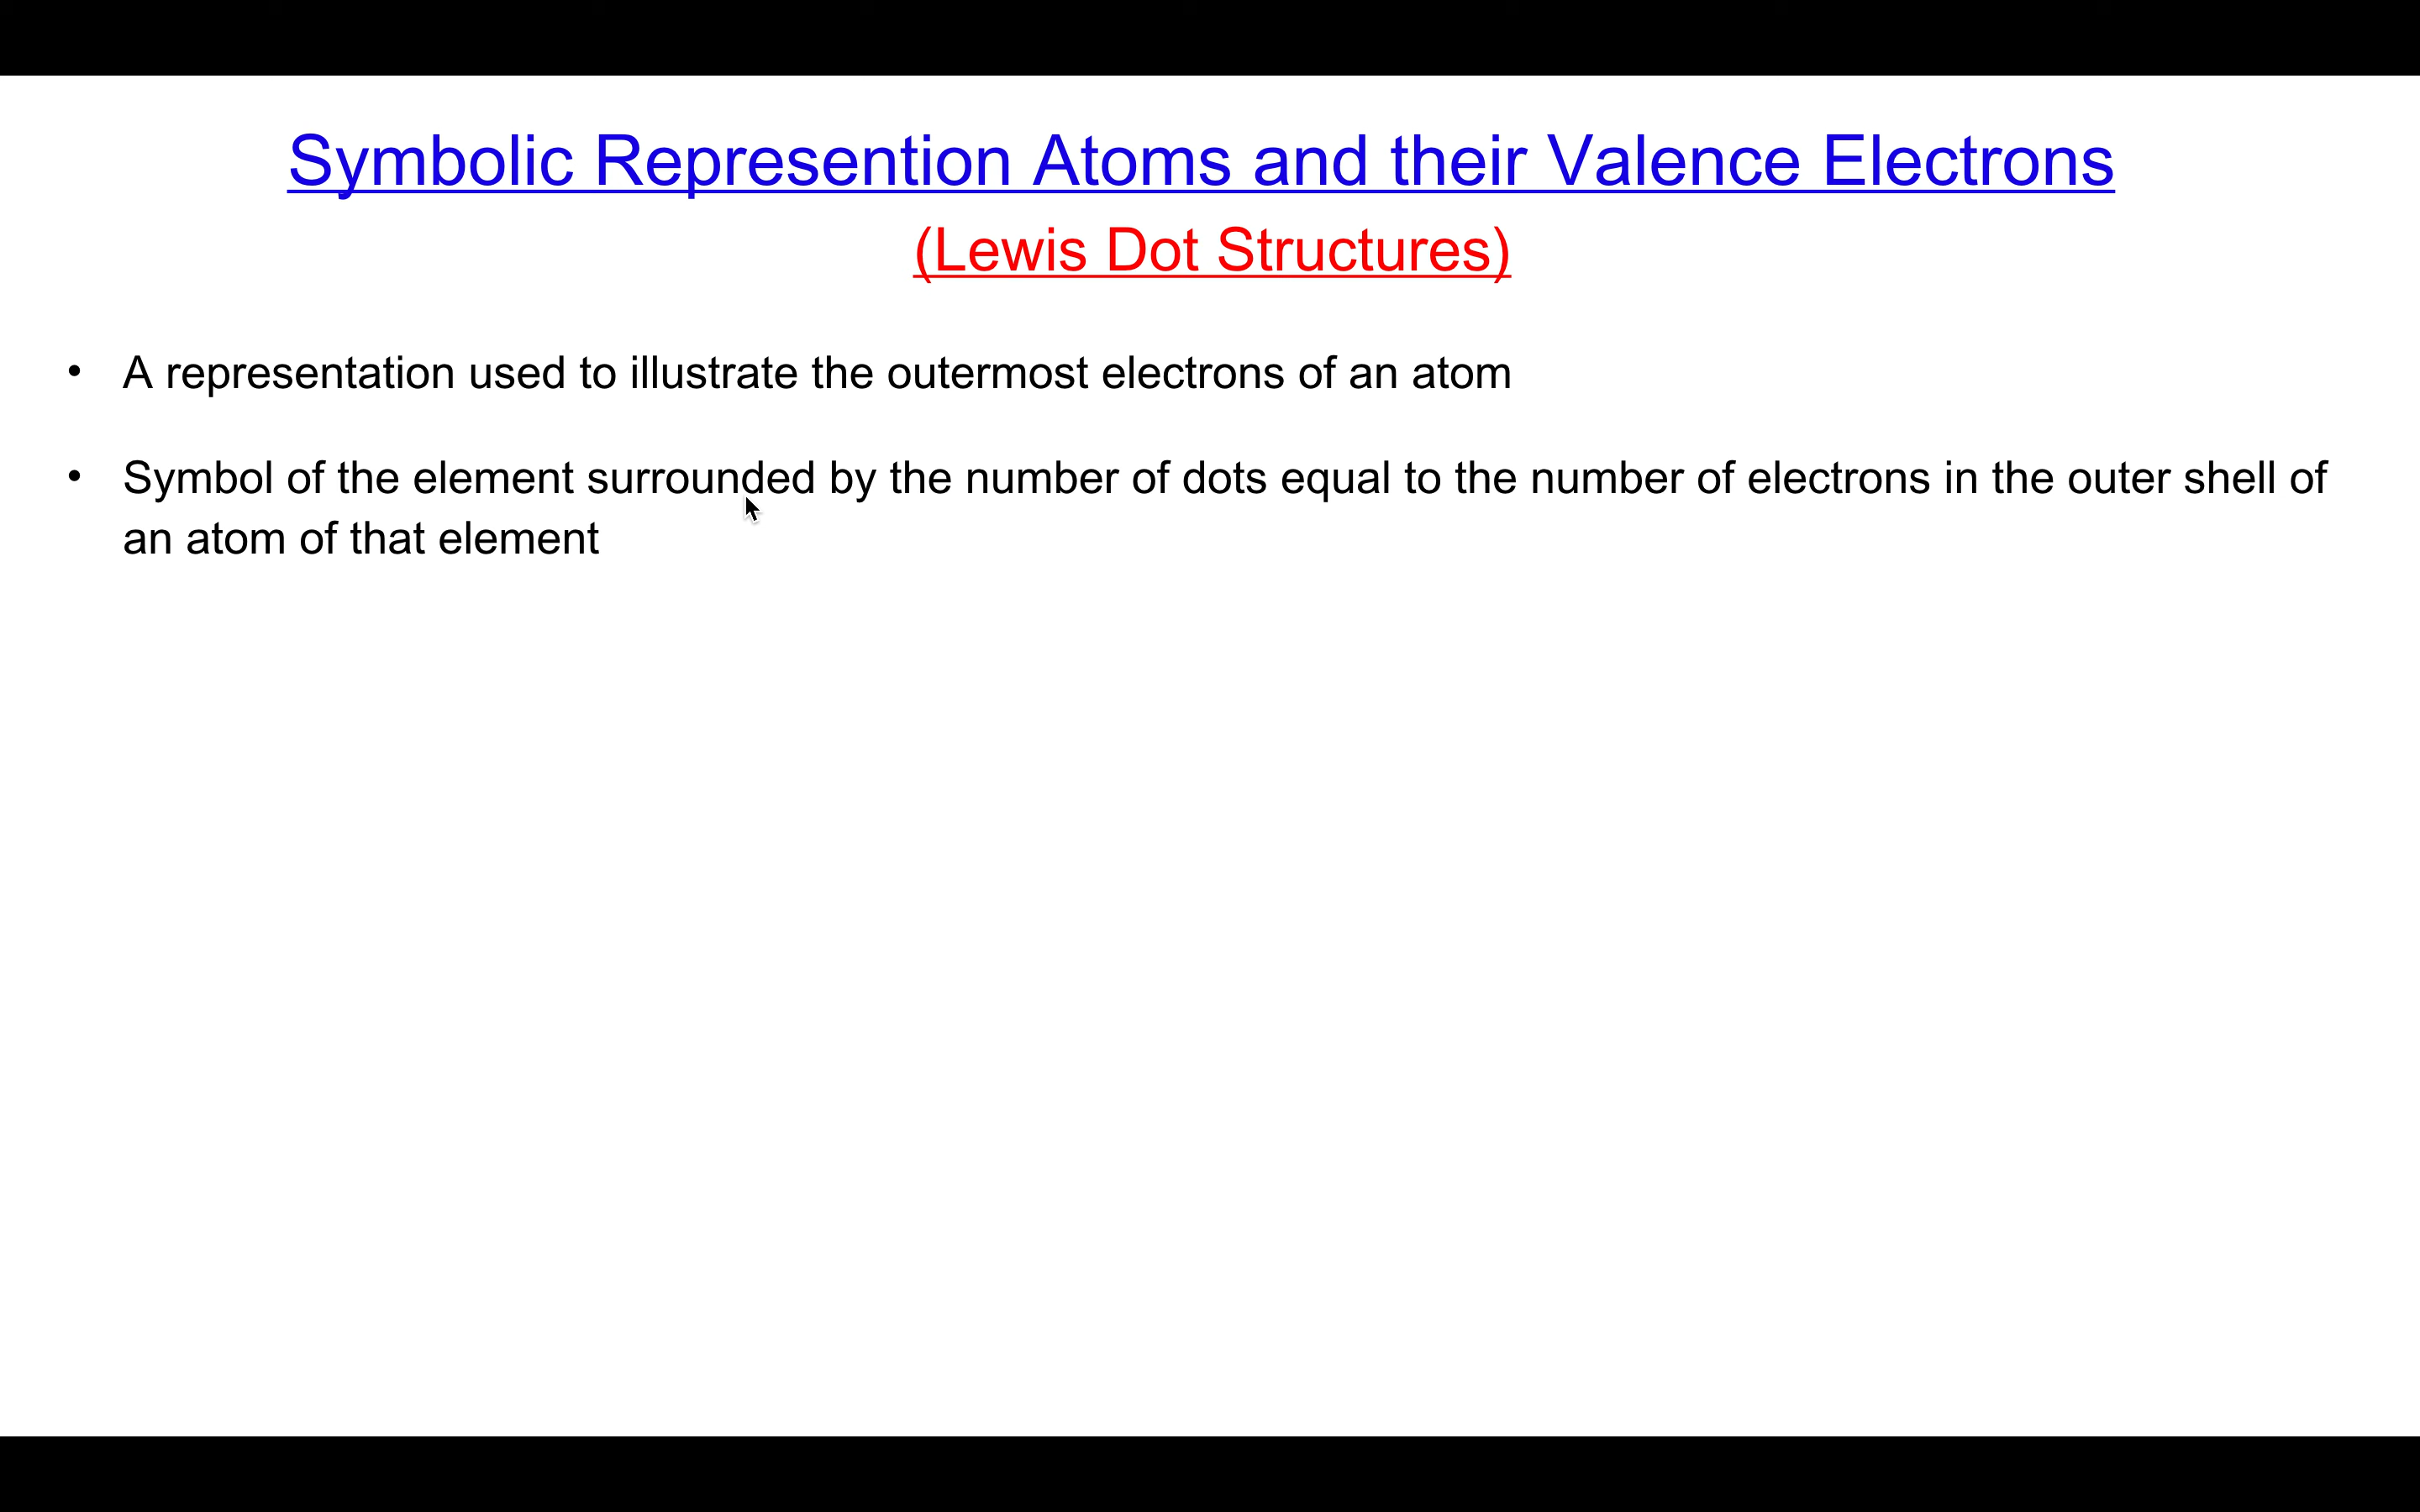 Symbolic Represention Atoms and their Valence Electrons
(Lewis Dot Structures)
• A representation used to illustrate the outermost electrons of an atom
• Symbol of the element surrounded by the number of dots equal to the number of electrons in the outer shell of
an atom of that element